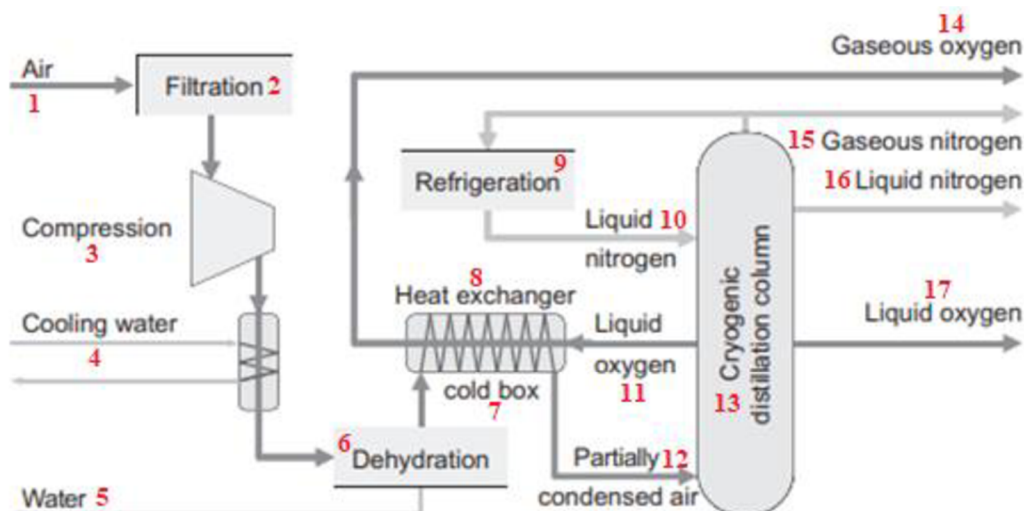 14
Gaseous oxygen
Air
1
Filtration 2
15 Gaseous nitrogen
9
Refrigeration
16 Liquid nitrogen
Compression
3
Liquid 10
nitrogen
8
Heat exchanger
17
Liquid oxygen
Cooling water
4
Liquid
oxygen
11
cold box
7
Cryogenic
distillation column
13
6
Dehydration
Partially 12
condensed air
Water 5